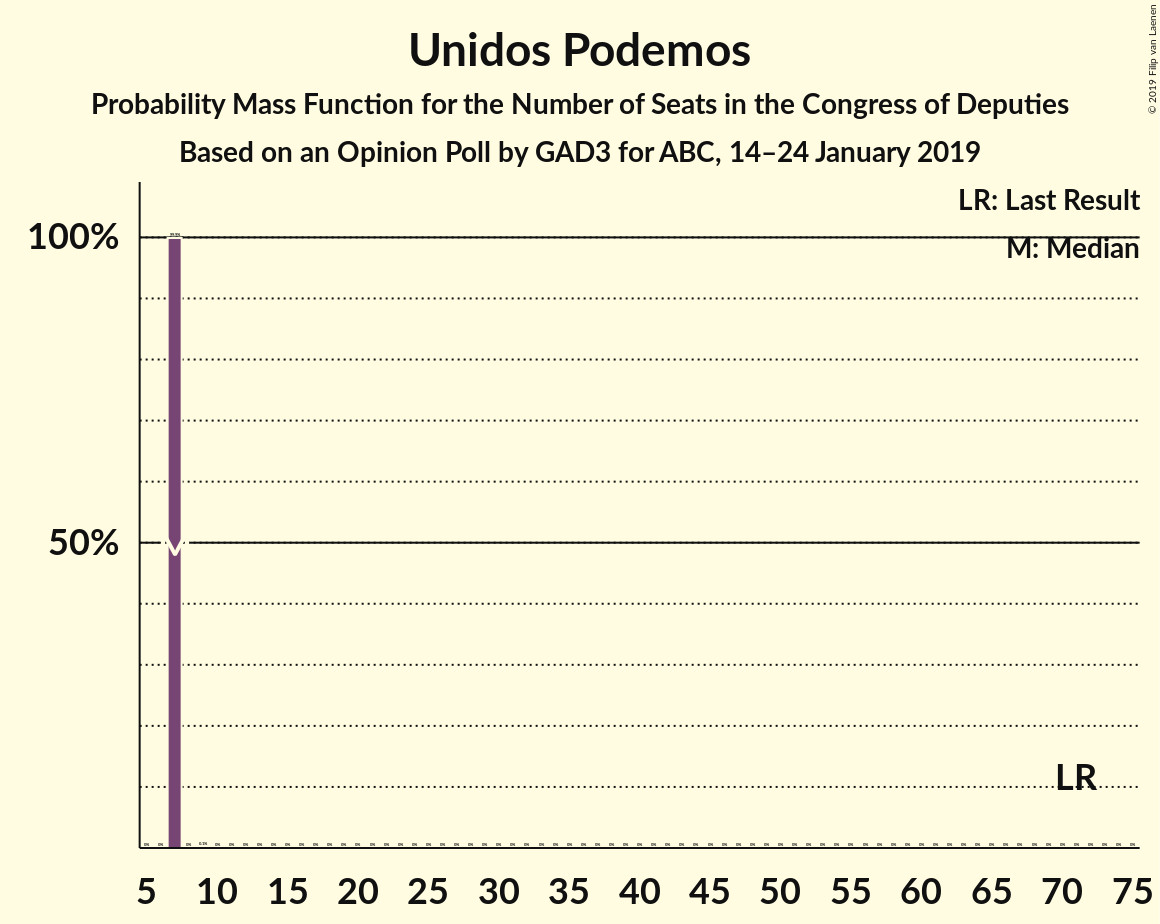 Unidos Podemos
Probability Mass Function for the Number of Seats in the Congress of Deputies
Based on an Opinion Poll by GAD3 for ABC, 14–24 January 2019
© 2019 Filip van Laenen
LR: Last Result
M: Median
100%
50%
LR
5 10 15 20 25 30 35 40 45 50 55 60 65 70 75